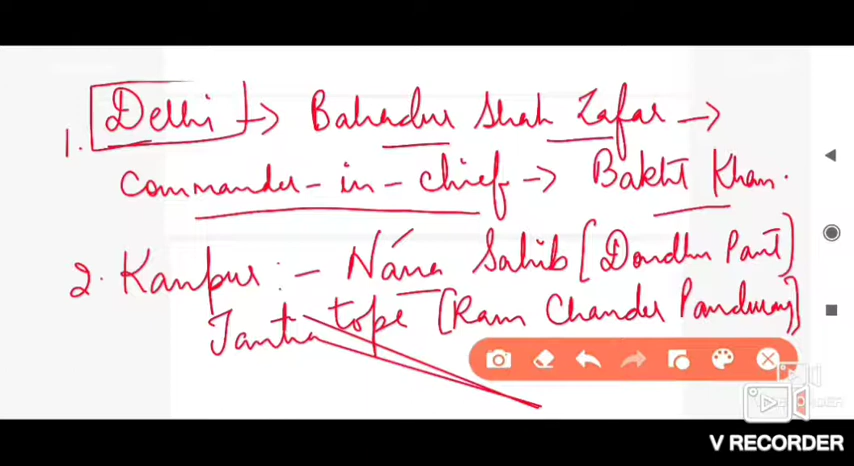 1. Delhi → Bahadur Shah Zafar →
Commander-in-chief → Bakht Khan.
2. Kanpur :- Nana Sahib [Dondhu Pant]
Tantia tope [Ram Chander Pandurang]
V RECORDER